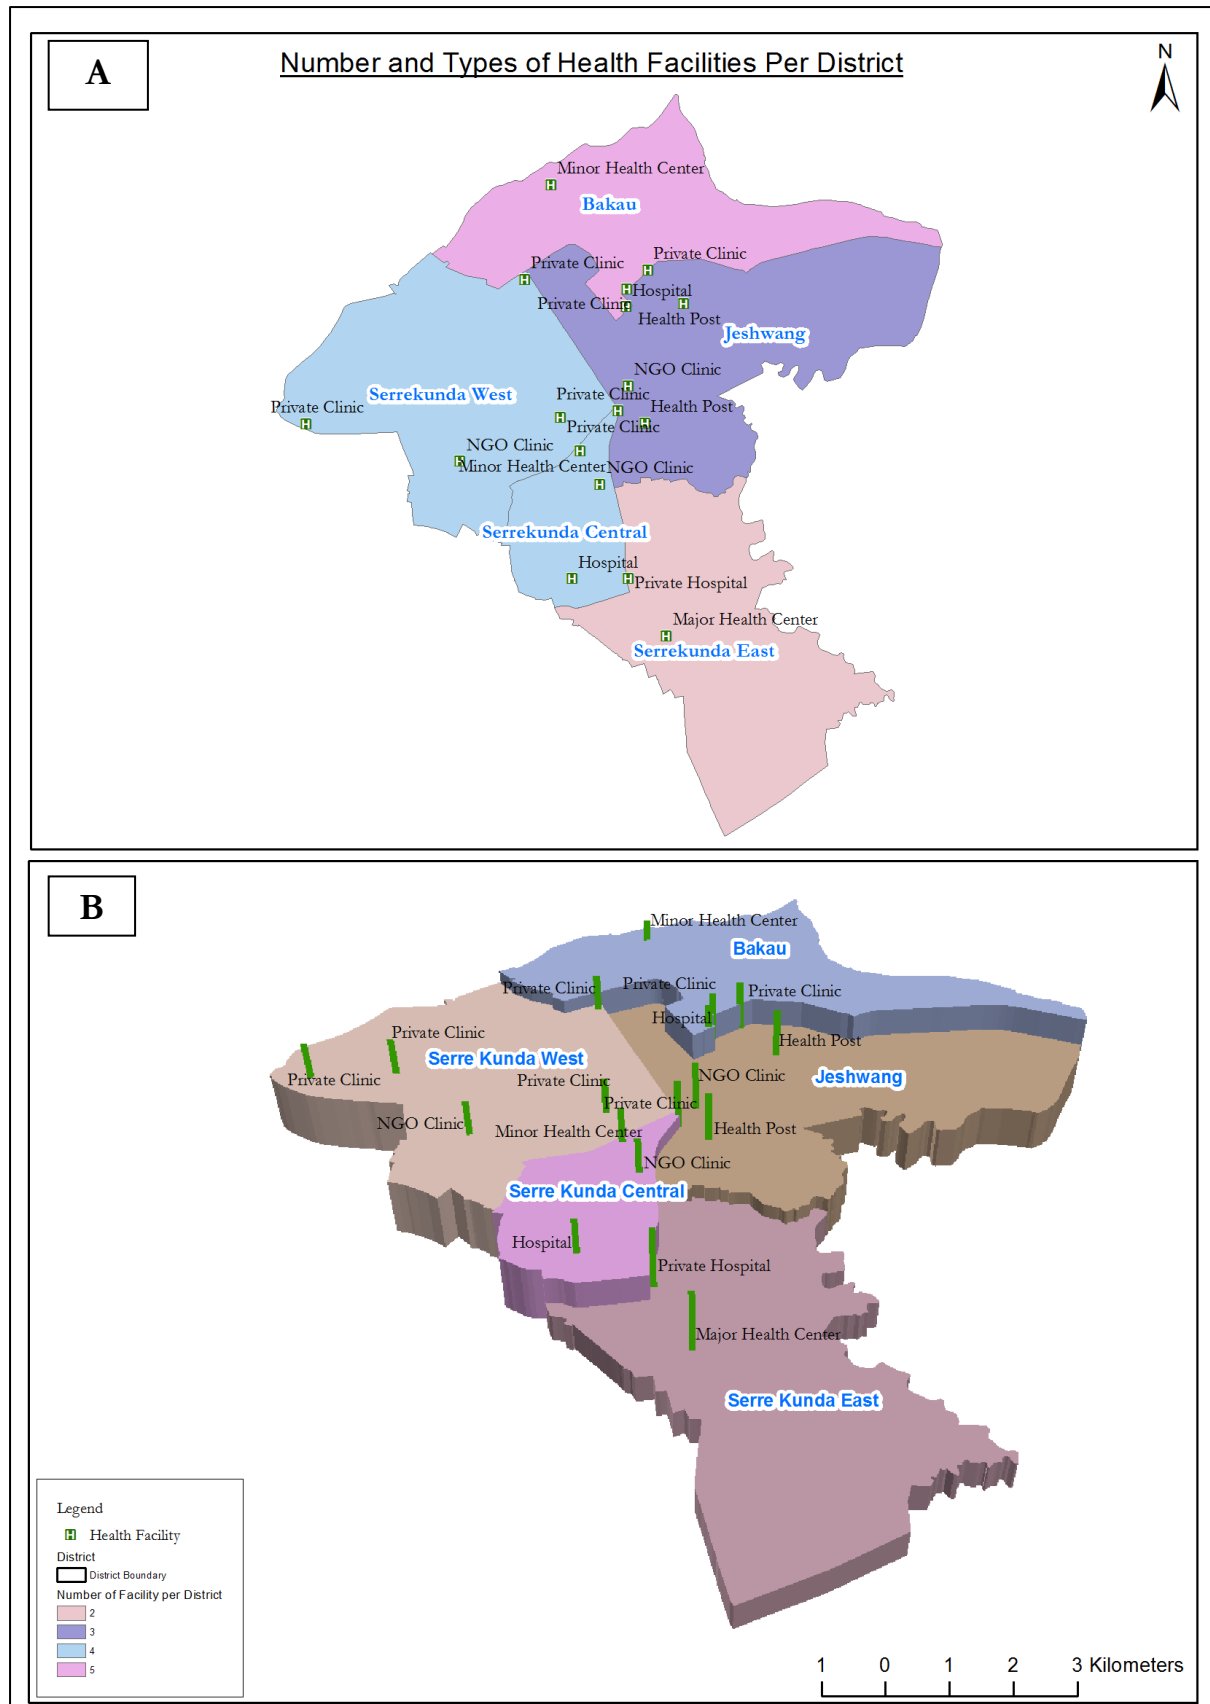 A
Number and Types of Health Facilities Per District
N
Minor Health Center
Bakau
Private Clinic
Private Clinic
Hospital
Private Clinic
Health Post
Jeshwang
NGO Clinic
Serrekunda West
Private Clinic
Private Clinic
Health Post
Private Clinic
NGO Clinic
Minor Health Center
NGO Clinic
Serrekunda Central
Hospital
Private Hospital
Major Health Center
Serrekunda East
B
Minor Health Center
Bakau
Private Clinic
Private Clinic
Private Clinic
Hospital
Private Clinic
Health Post
Serre Kunda West
NGO Clinic
Jeshwang
Private Clinic
Private Clinic
Private Clinic
NGO Clinic
Minor Health Center
Health Post
NGO Clinic
Serre Kunda Central
Hospital
Private Hospital
Major Health Center
Serre Kunda East
Legend
Health Facility
District
District Boundary
Number of Facility per District
2
3
4
5
1 0 1 2 3 Kilometers